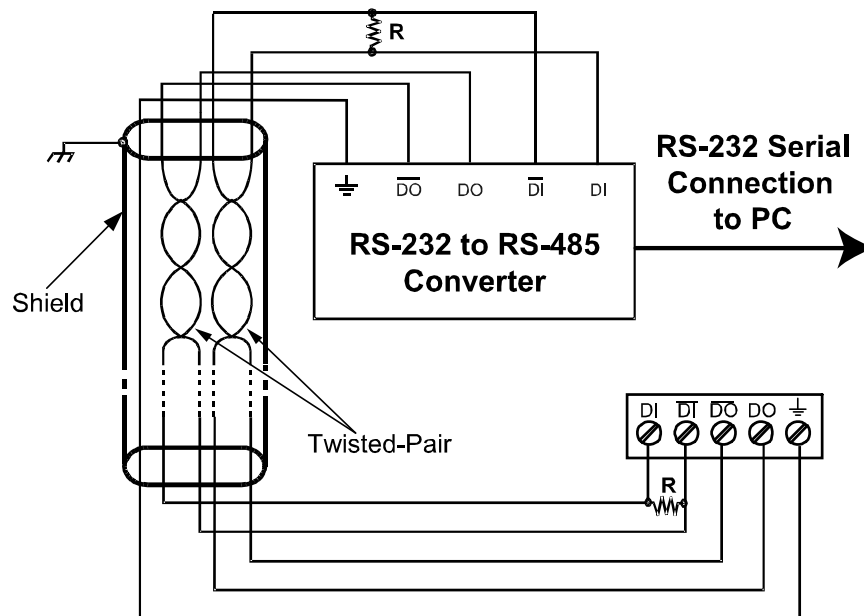 R
DO DO DI DI
RS-232 to RS-485
Converter
RS-232 Serial
Connection
to PC
Shield
Twisted-Pair
DI DI DO DO
R